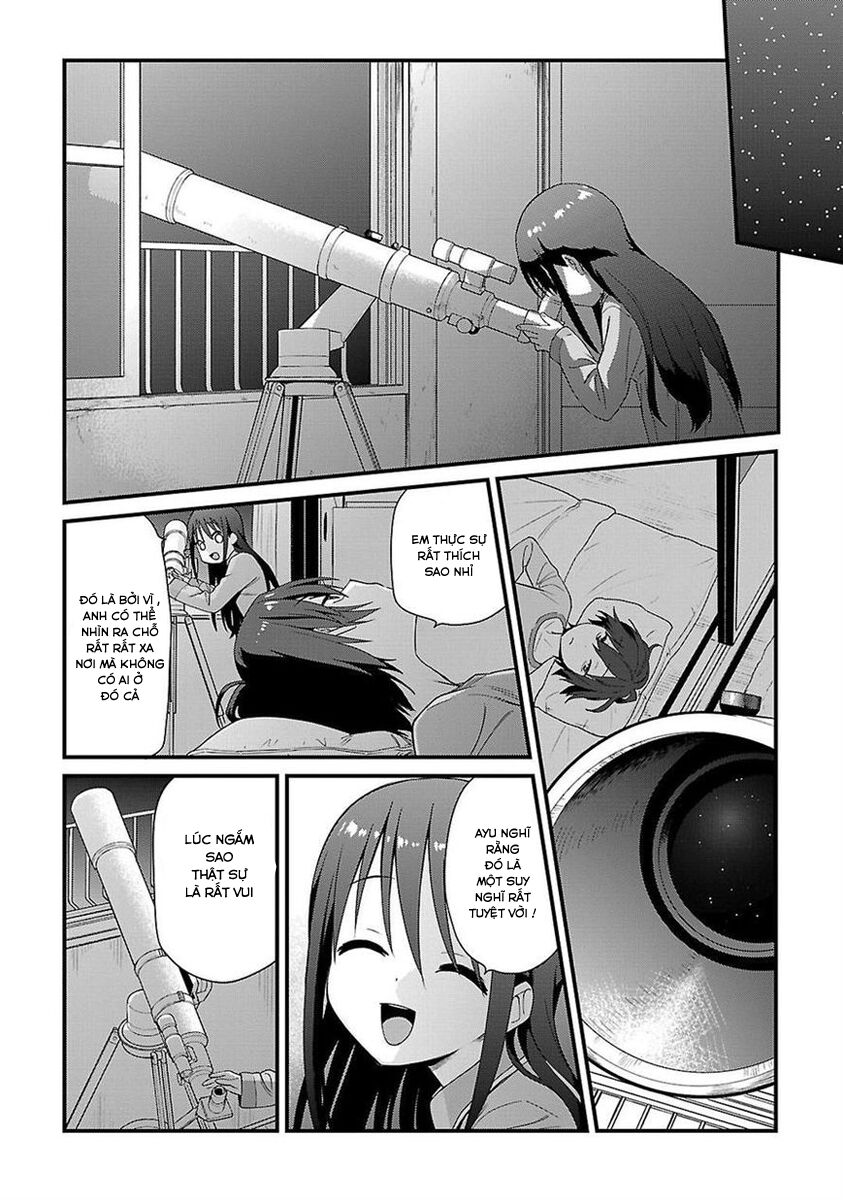 EM THỰC SỰ
RẤT THÍCH
SAO NHỈ
ĐÓ LÀ BỞI VÌ ,
ANH CÓ THỂ
NHÌN RA CHỖ
RẤT RẤT XA
NƠI MÀ KHÔNG
CÓ AI Ở
ĐÓ CẢ
AYU NGHĨ
RẰNG
ĐÓ LÀ
MỘT SUY
NGHĨ RẤT
TUYỆT VỜI !
LÚC NGẮM
SAO
THẬT SỰ
LÀ RẤT VUI